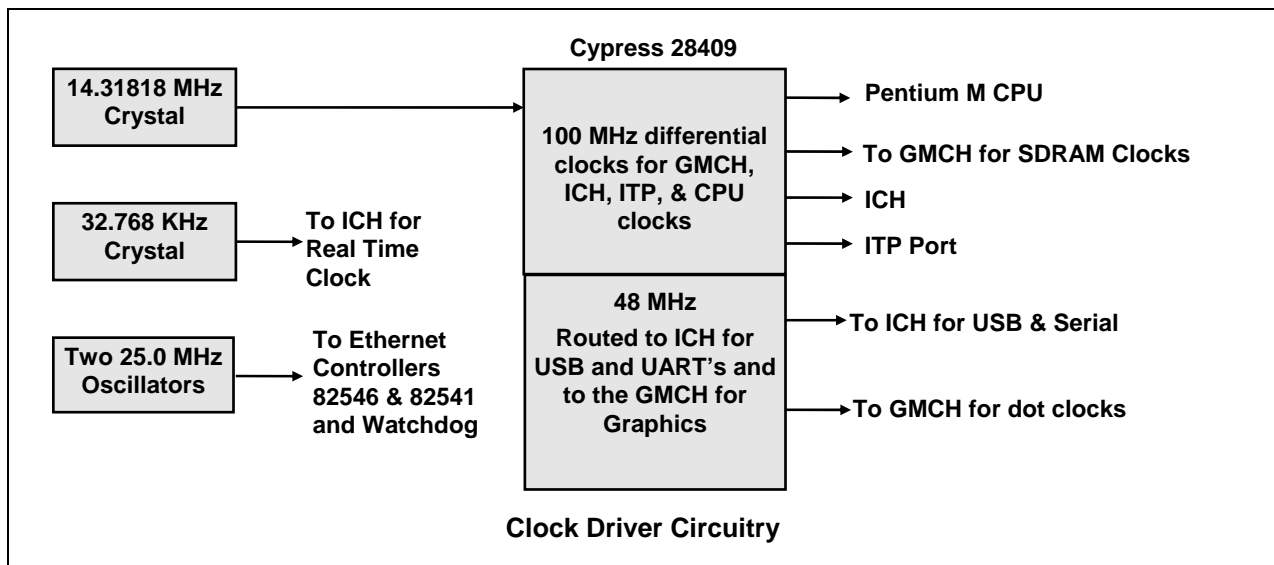 Cypress 28409
14.31818 MHz
Crystal
32.768 KHz
Crystal
To ICH for
Real Time
Clock
Two 25.0 MHz
Oscillators
To Ethernet
Controllers
82546 & 82541
and Watchdog
100 MHz differential
clocks for GMCH,
ICH, ITP, & CPU
clocks
48 MHz
Routed to ICH for
USB and UART's and
to the GMCH for
Graphics
Pentium M CPU
To GMCH for SDRAM Clocks
ICH
ITP Port
To ICH for USB & Serial
To GMCH for dot clocks
Clock Driver Circuitry